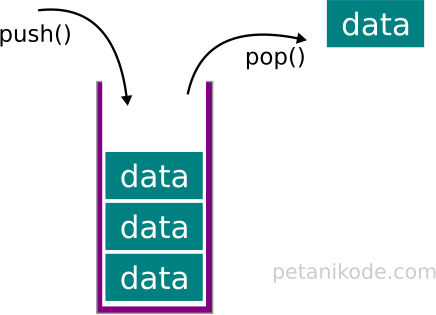 data
push()
pop()
data
data
data
petanikode.com